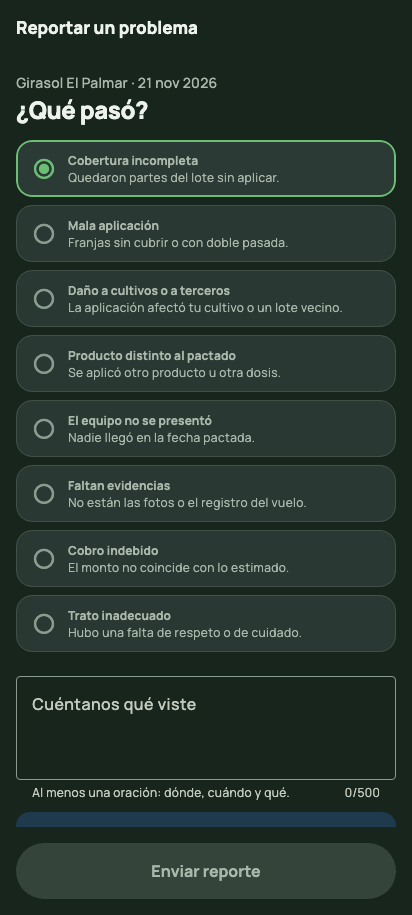 Reportar un problema
Girasol El Palmar · 21 nov 2026
¿Qué pasó?
Cobertura incompleta
Quedaron partes del lote sin aplicar.
Mala aplicación
Franjas sin cubrir o con doble pasada.
Daño a cultivos o a terceros
La aplicación afectó tu cultivo o un lote vecino.
Producto distinto al pactado
Se aplicó otro producto u otra dosis.
El equipo no se presentó
Nadie llegó en la fecha pactada.
Faltan evidencias
No están las fotos o el registro del vuelo.
Cobro indebido
El monto no coincide con lo estimado.
Trato inadecuado
Hubo una falta de respeto o de cuidado.
Cuéntanos qué viste
Al menos una oración: dónde, cuándo y qué. 0/500
Enviar reporte